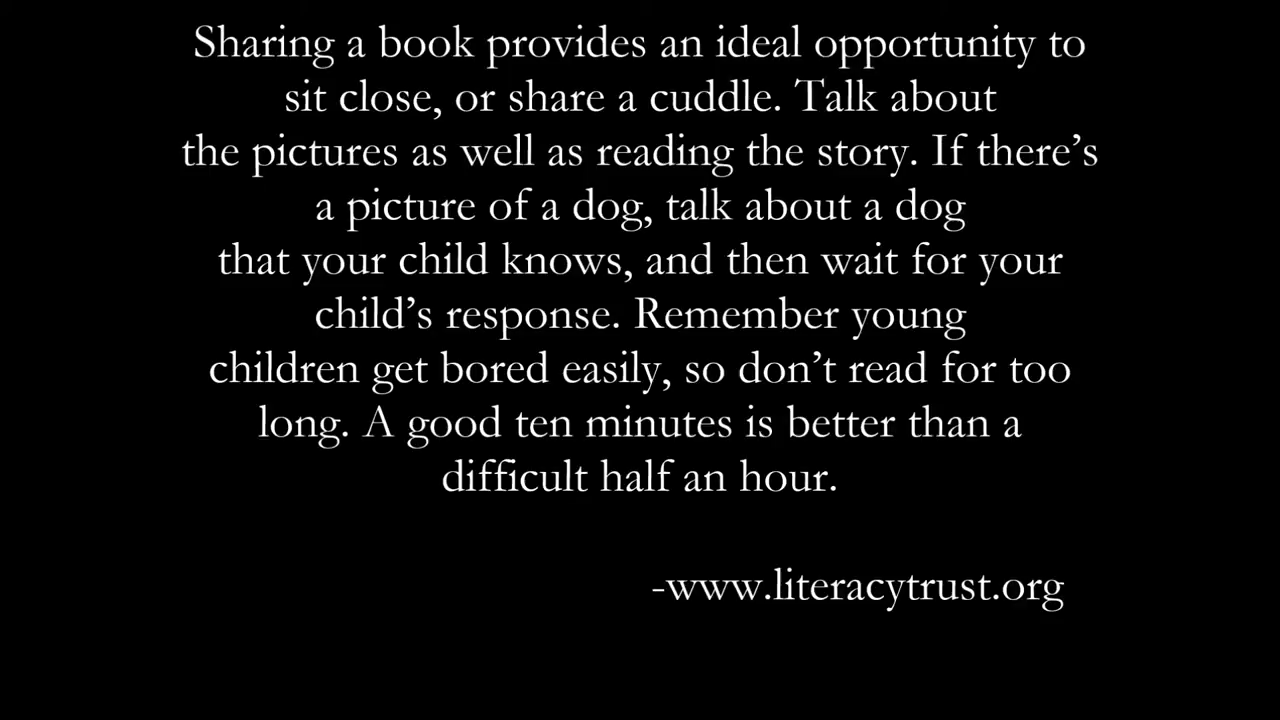 Sharing a book provides an ideal opportunity to
sit close, or share a cuddle. Talk about
the pictures as well as reading the story. If there’s
a picture of a dog, talk about a dog
that your child knows, and then wait for your
child’s response. Remember young
children get bored easily, so don’t read for too
long. A good ten minutes is better than a
difficult half an hour.
-www.literacytrust.org